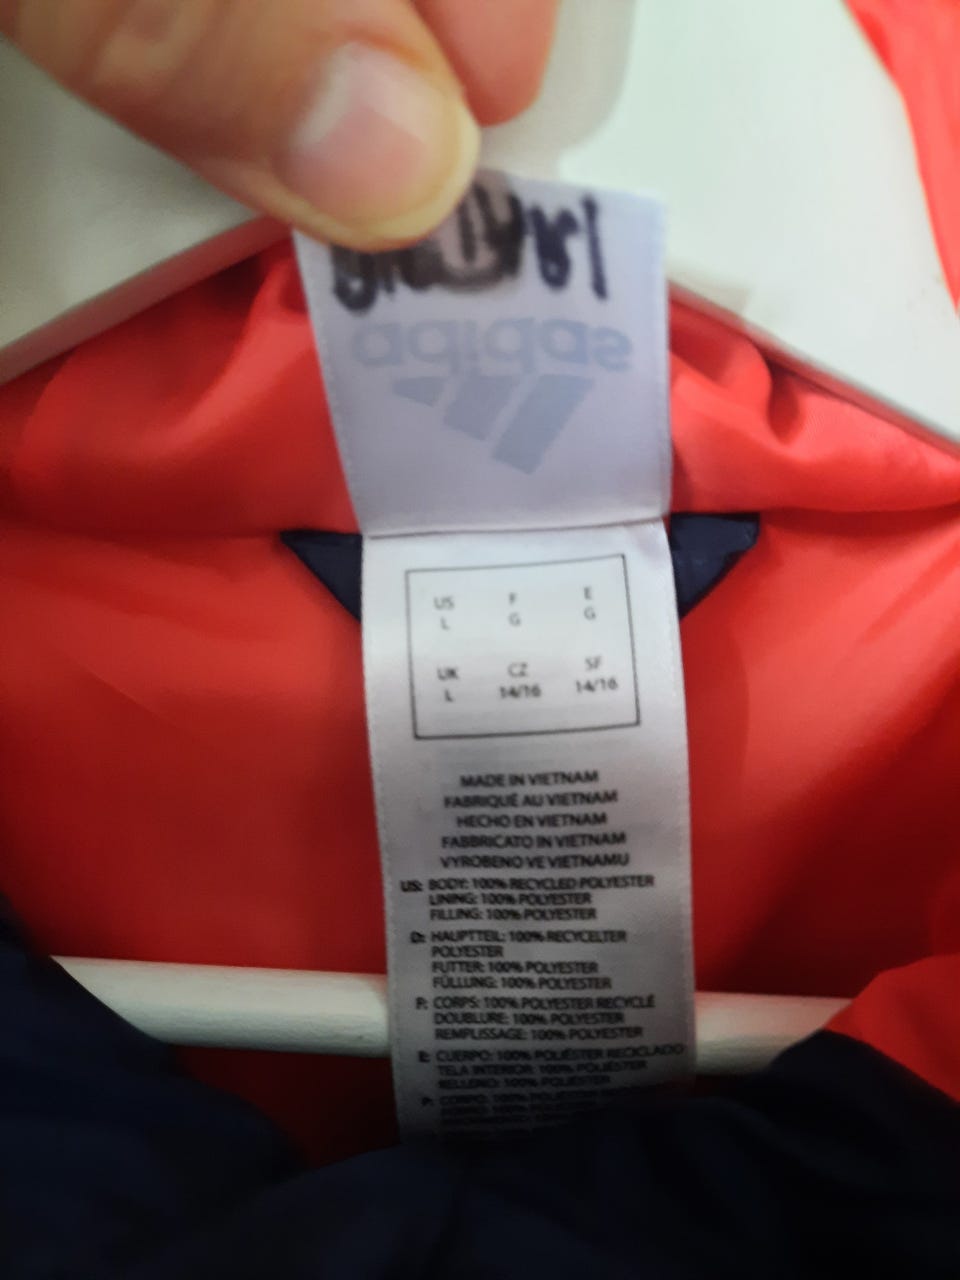 adidas
US F E
L G G
UK CZ SF
L 14/16 14/16
MADE IN VIETNAM
FABRIQUÉ AU VIETNAM
HECHO EN VIETNAM
FABBRICATO IN VIETNAM
VYROBENO VE VIETNAMU
US: BODY: 100% RECYCLED POLYESTER
LINING: 100% POLYESTER
FILLING: 100% POLYESTER
D: HAUPTTEIL: 100% RECYCELTER
POLYESTER
FUTTER: 100% POLYESTER
FÜLLUNG: 100% POLYESTER
F: CORPS: 100% POLYESTER RECYCLÉ
DOUBLURE: 100% POLYESTER
REMPLISSAGE: 100% POLYESTER
E: CUERPO: 100% POLIÉSTER RECICLADO
TELA INTERIOR: 100% POLIÉSTER
RELLENO: 100% POLIÉSTER
P: CORPO: 100%